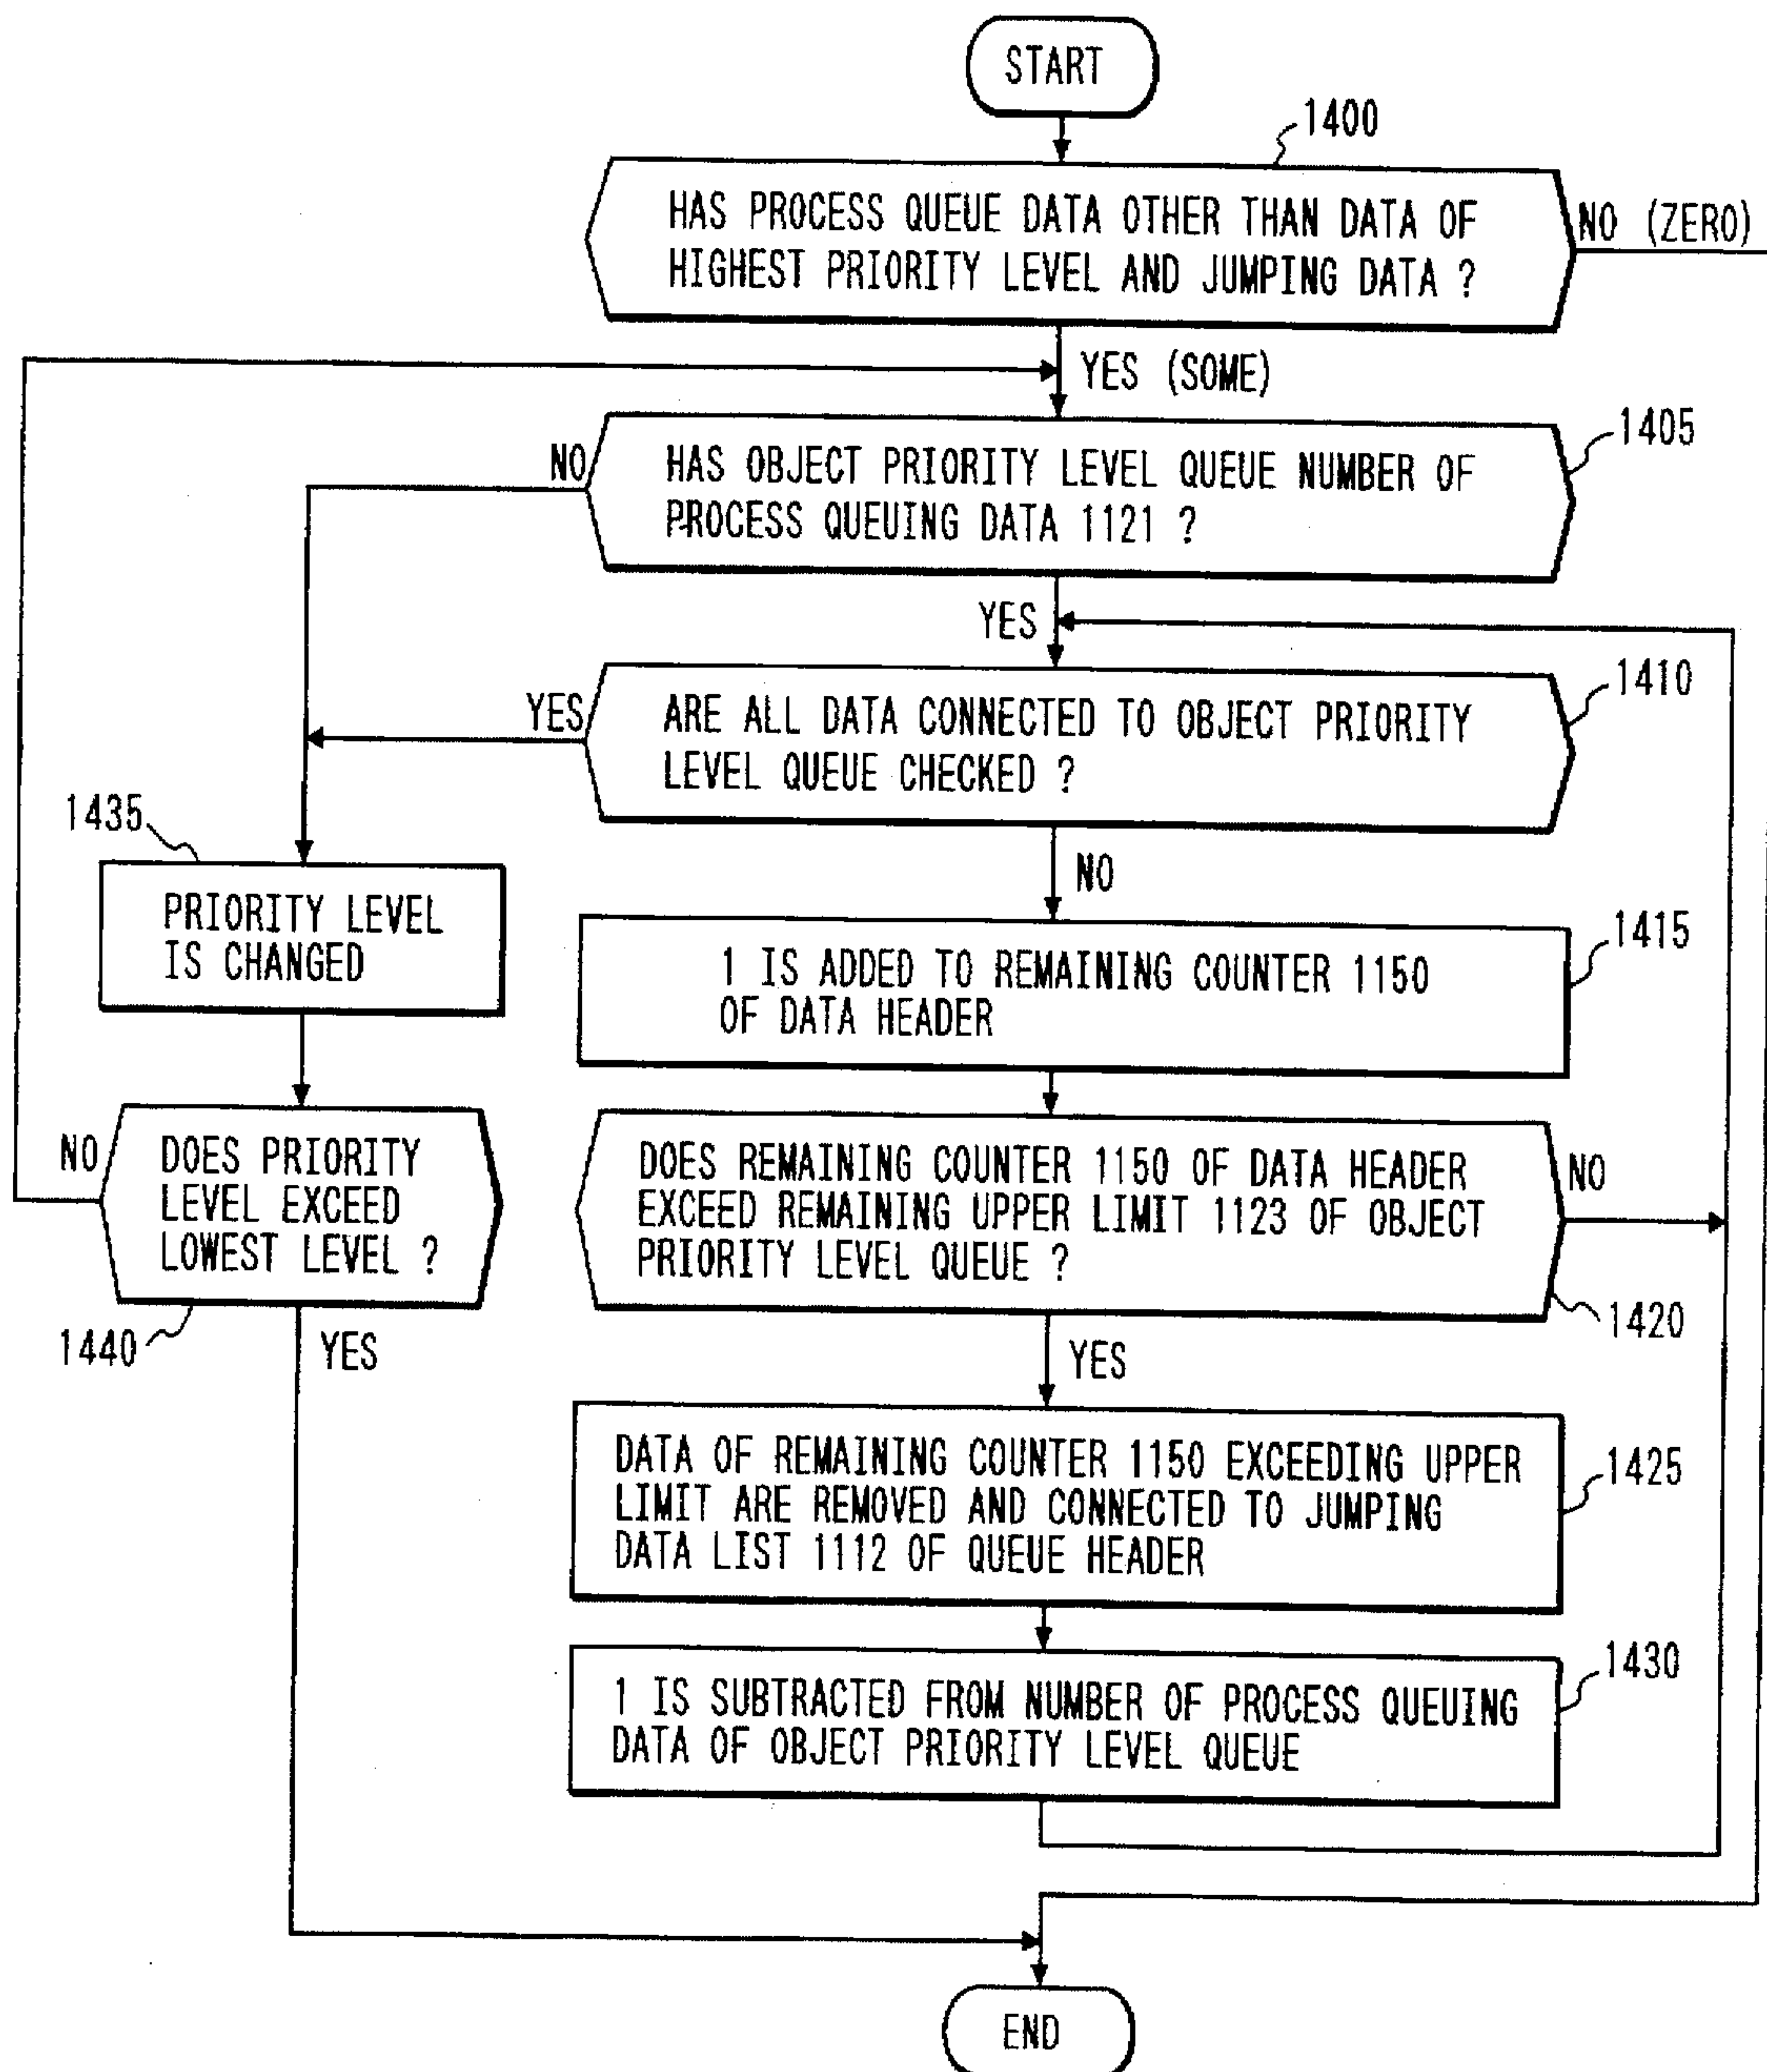 START
1400
HAS PROCESS QUEUE DATA OTHER THAN DATA OF
HIGHEST PRIORITY LEVEL AND JUMPING DATA ?
NO (ZERO)
YES (SOME)
1405
NO
HAS OBJECT PRIORITY LEVEL QUEUE NUMBER OF
PROCESS QUEUING DATA 1121 ?
YES
1410
YES
ARE ALL DATA CONNECTED TO OBJECT PRIORITY
LEVEL QUEUE CHECKED ?
NO
1435
PRIORITY LEVEL
IS CHANGED
1415
1 IS ADDED TO REMAINING COUNTER 1150
OF DATA HEADER
NO
DOES PRIORITY
LEVEL EXCEED
LOWEST LEVEL ?
1440
YES
DOES REMAINING COUNTER 1150 OF DATA HEADER
EXCEED REMAINING UPPER LIMIT 1123 OF OBJECT
PRIORITY LEVEL QUEUE ?
NO
1420
YES
DATA OF REMAINING COUNTER 1150 EXCEEDING UPPER
LIMIT ARE REMOVED AND CONNECTED TO JUMPING
DATA LIST 1112 OF QUEUE HEADER
1425
1 IS SUBTRACTED FROM NUMBER OF PROCESS QUEUING
DATA OF OBJECT PRIORITY LEVEL QUEUE
1430
END